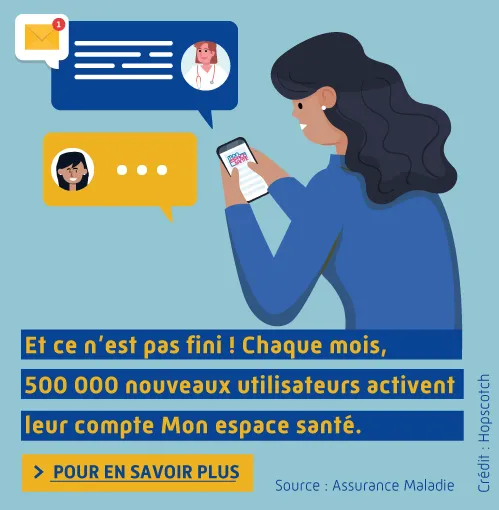 1
Et ce n'est pas fini ! Chaque mois,
500 000 nouveaux utilisateurs activent
leur compte Mon espace santé.
> POUR EN SAVOIR PLUS
Source : Assurance Maladie
Crédit : Hopscotch